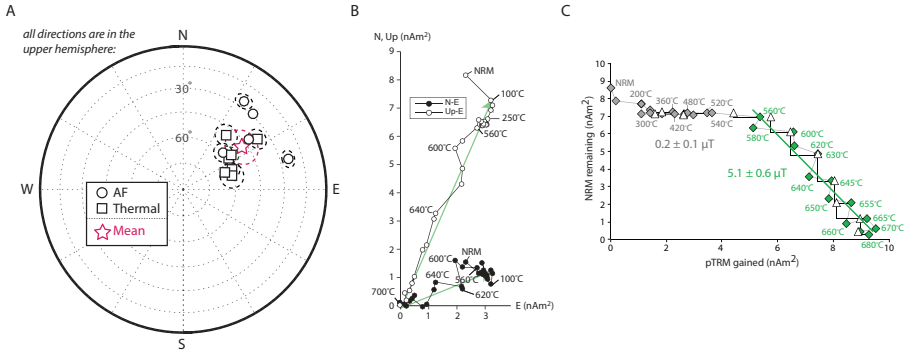 A
all directions are in the
upper hemisphere:
N
30°
60°
W
E
S
AF
Thermal
Mean
B
N, Up (nAm²)
9
8
7
6
5
4
3
2
1
0
0
1
2
3
E (nAm²)
NRM
100°C
N-E
Up-E
250°C
560°C
600°C
640°C
NRM
600°C
560°C
640°C
100°C
620°C
700°C
C
NRM remaining (nAm²)
10
9
8
7
6
5
4
3
2
1
0
0
2
4
6
8
10
pTRM gained (nAm²)
NRM
200°C
360°C
480°C
520°C
560°C
300°C
420°C
540°C
580°C
600°C
0.2 ± 0.1 μT
620°C
630°C
5.1 ± 0.6 μT
640°C
645°C
650°C
655°C
665°C
660°C
670°C
680°C